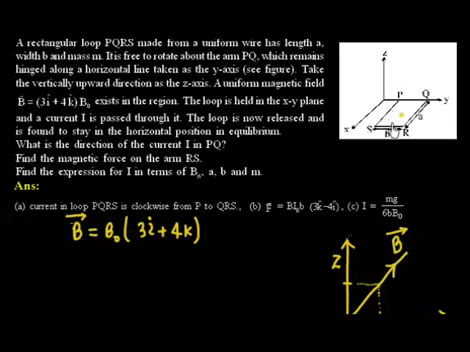 A rectangular loop PQRS made from a uniform wire has length a,
width b and mass m. It is free to rotate about the arm PQ, which remains
hinged along a horizontal line taken as the y-axis (see figure). Take
the vertically upward direction as the z-axis. A uniform magnetic field
B⃗ = (3î + 4k̂) B₀ exists in the region. The loop is held in the x-y plane
and a current I is passed through it. The loop is now released and
is found to stay in the horizontal position in equilibrium.
What is the direction of the current I in PQ?
Find the magnetic force on the arm RS.
Find the expression for I in terms of B₀, a, b and m.
Ans:
(a) current in loop PQRS is clockwise from P to QRS., (b) F⃗ = BI₀b (3k̂−4î), (c) I = mg/6bB₀
B⃗ = B₀ (3î + 4k)
z
P
Q
y
a
x
S
B
R
Z
B⃗